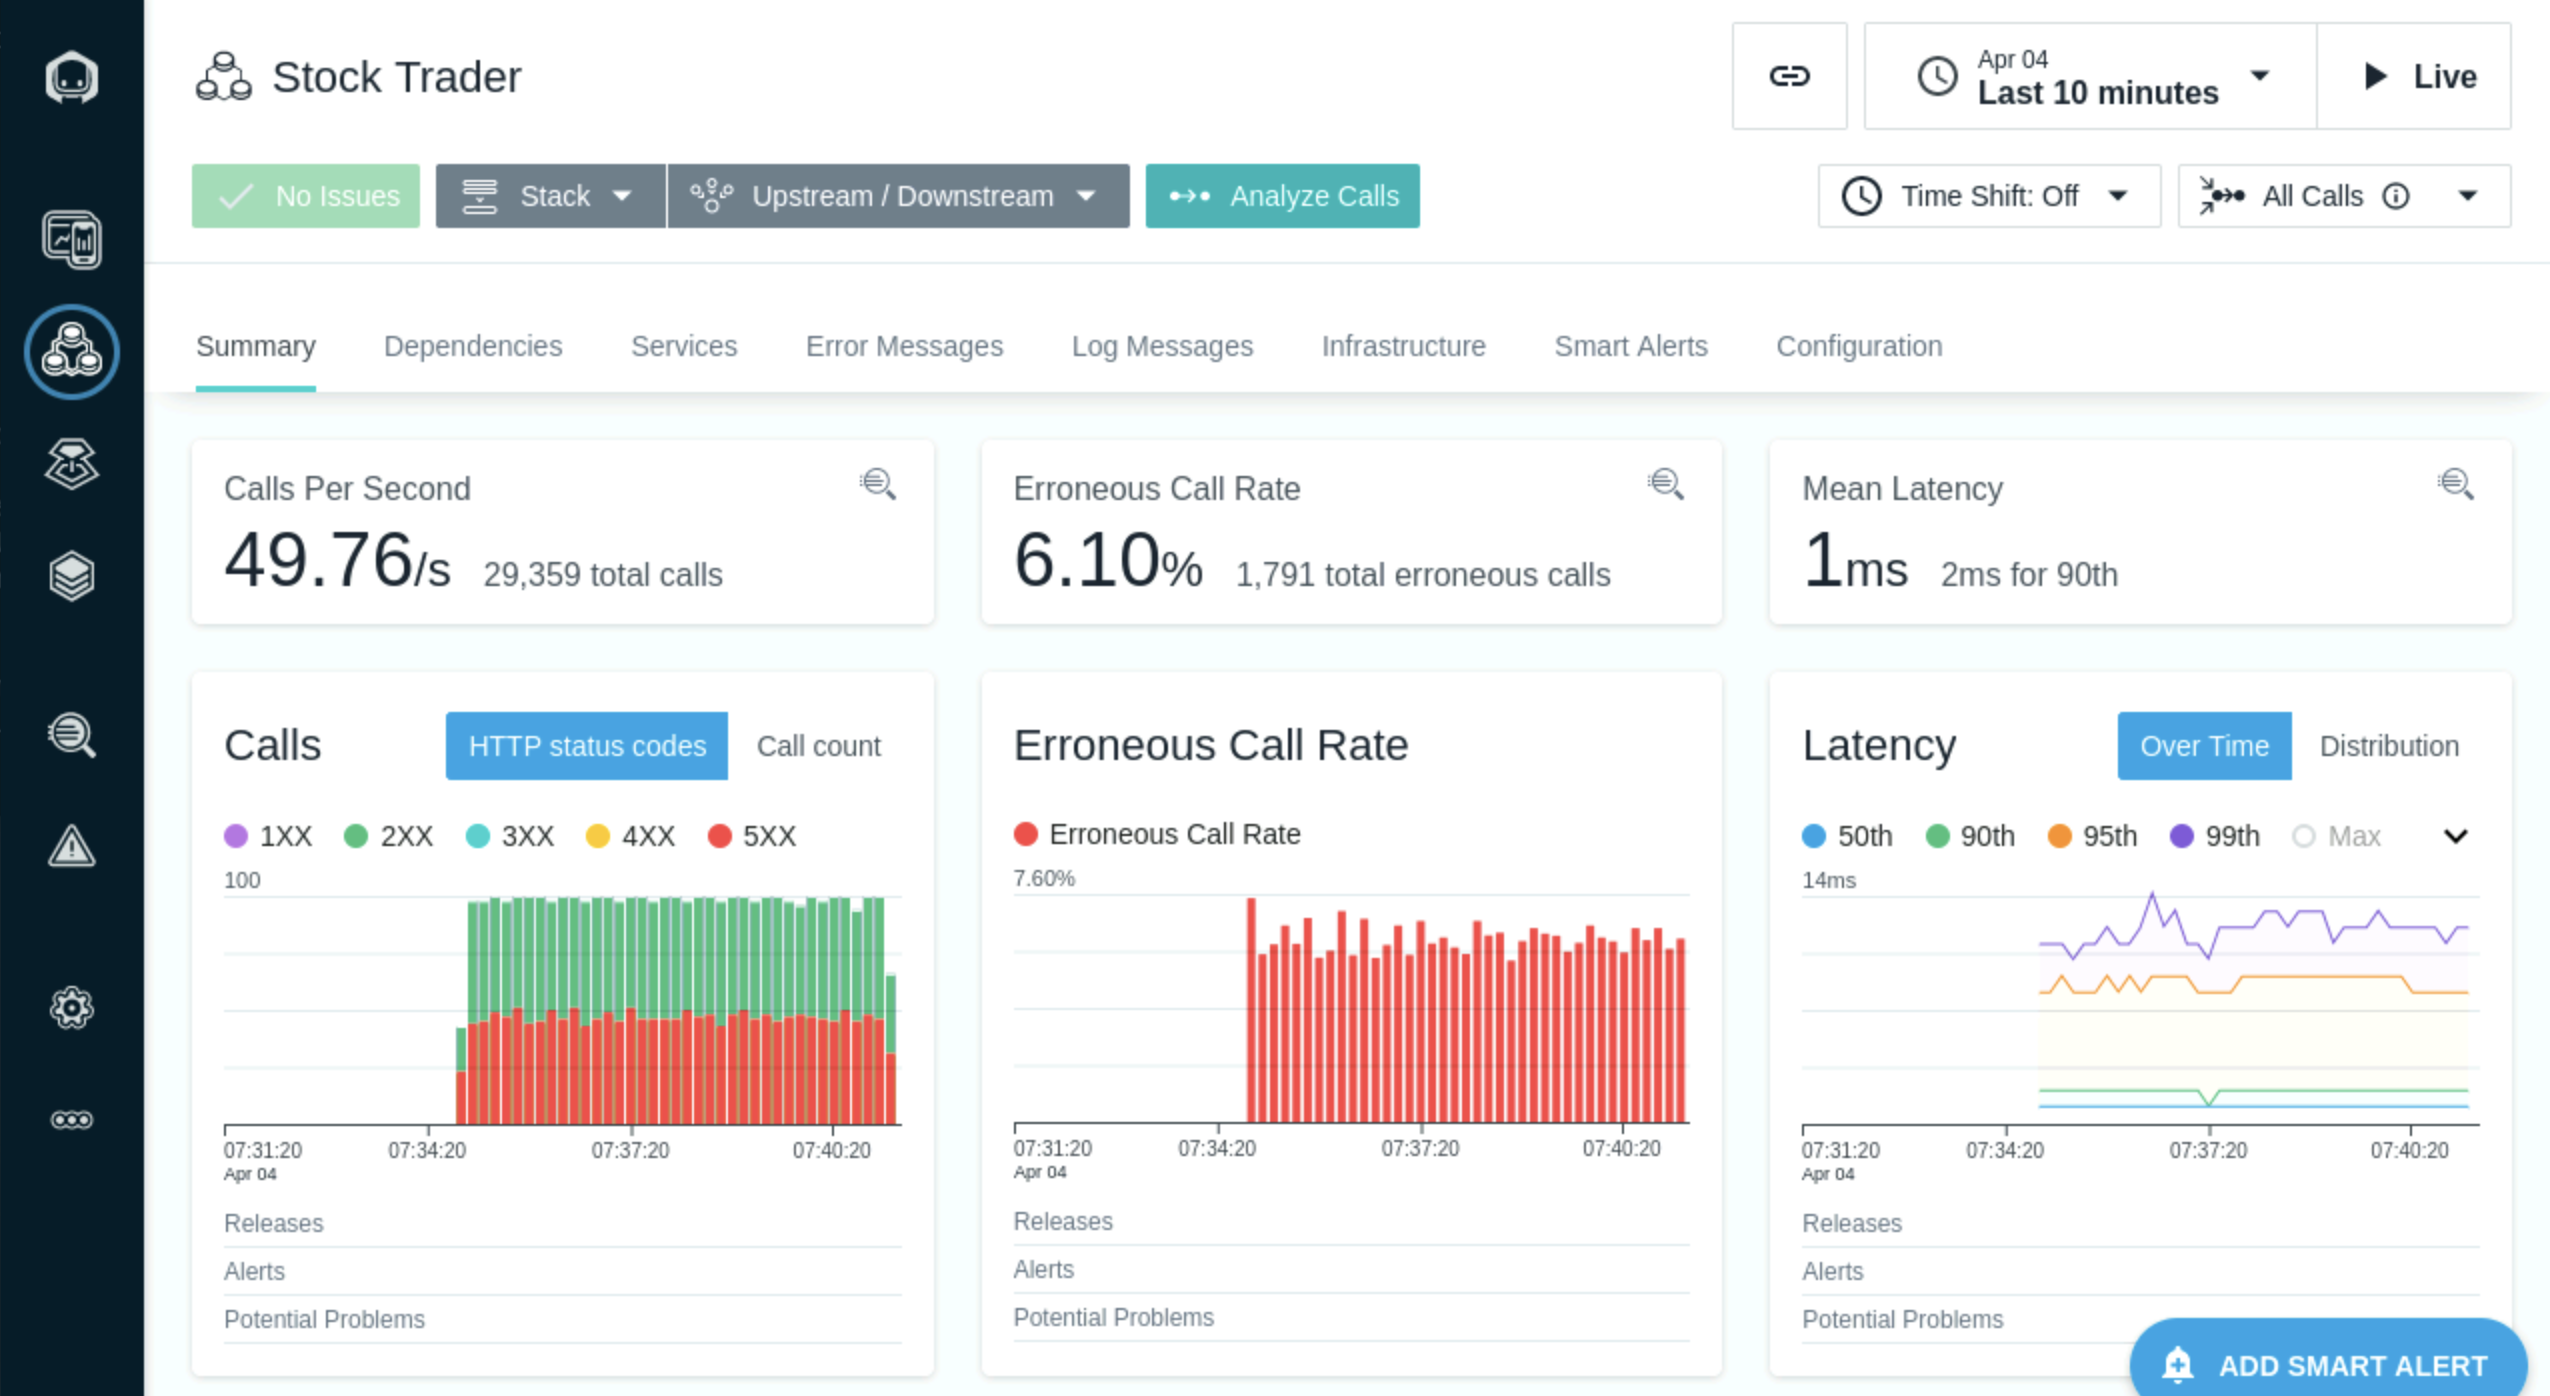 Stock Trader
Apr 04
Last 10 minutes
Live
No Issues
Stack
Upstream / Downstream
Analyze Calls
Time Shift: Off
All Calls
Summary
Dependencies
Services
Error Messages
Log Messages
Infrastructure
Smart Alerts
Configuration
Calls Per Second
49.76/s 29,359 total calls
Erroneous Call Rate
6.10% 1,791 total erroneous calls
Mean Latency
1ms 2ms for 90th
Calls
HTTP status codes
Call count
1XX 2XX 3XX 4XX 5XX
100
07:31:20 07:34:20 07:37:20 07:40:20
Apr 04
Releases
Alerts
Potential Problems
Erroneous Call Rate
Erroneous Call Rate
7.60%
07:31:20 07:34:20 07:37:20 07:40:20
Apr 04
Releases
Alerts
Potential Problems
Latency
Over Time
Distribution
50th 90th 95th 99th Max
14ms
07:31:20 07:34:20 07:37:20 07:40:20
Apr 04
Releases
Alerts
Potential Problems
ADD SMART ALERT